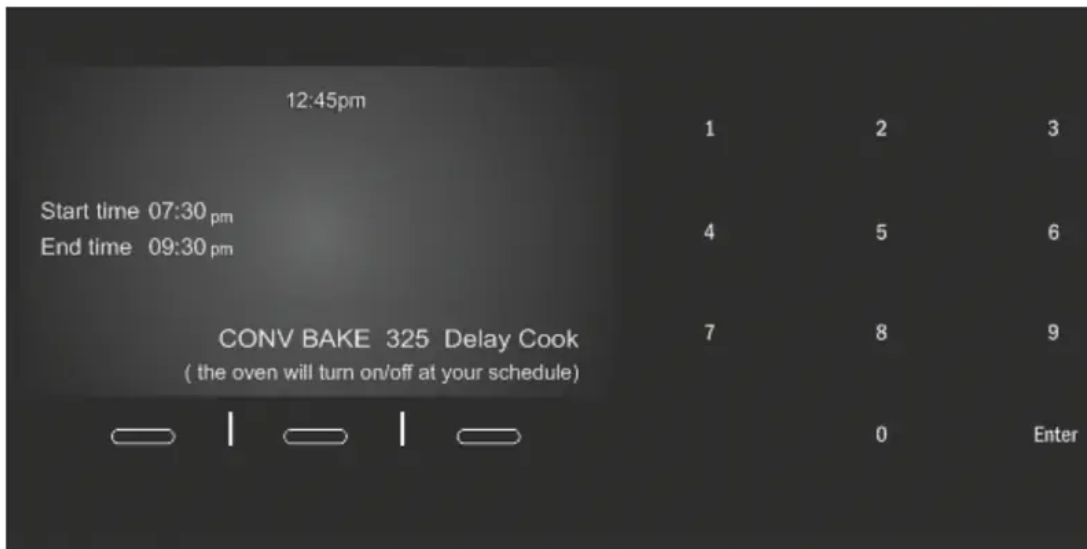 12:45pm
Start time 07:30 pm
End time 09:30 pm
CONV BAKE 325 Delay Cook
( the oven will turn on/off at your schedule)
1 2 3
4 5 6
7 8 9
0 Enter